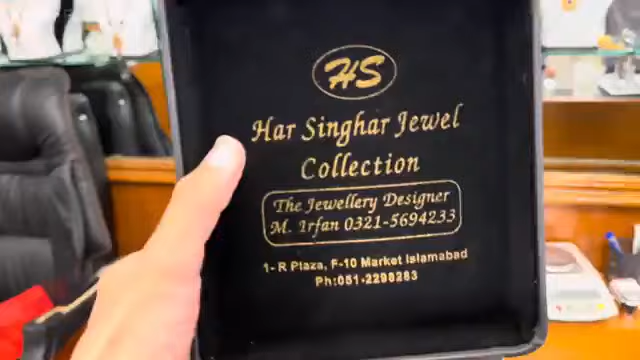 HS
Har Singhar Jewel
Collection
The Jewellery Designer
M. Irfan 0321-5694233
1- R Plaza, F-10 Market Islamabad
Ph:051-2298283